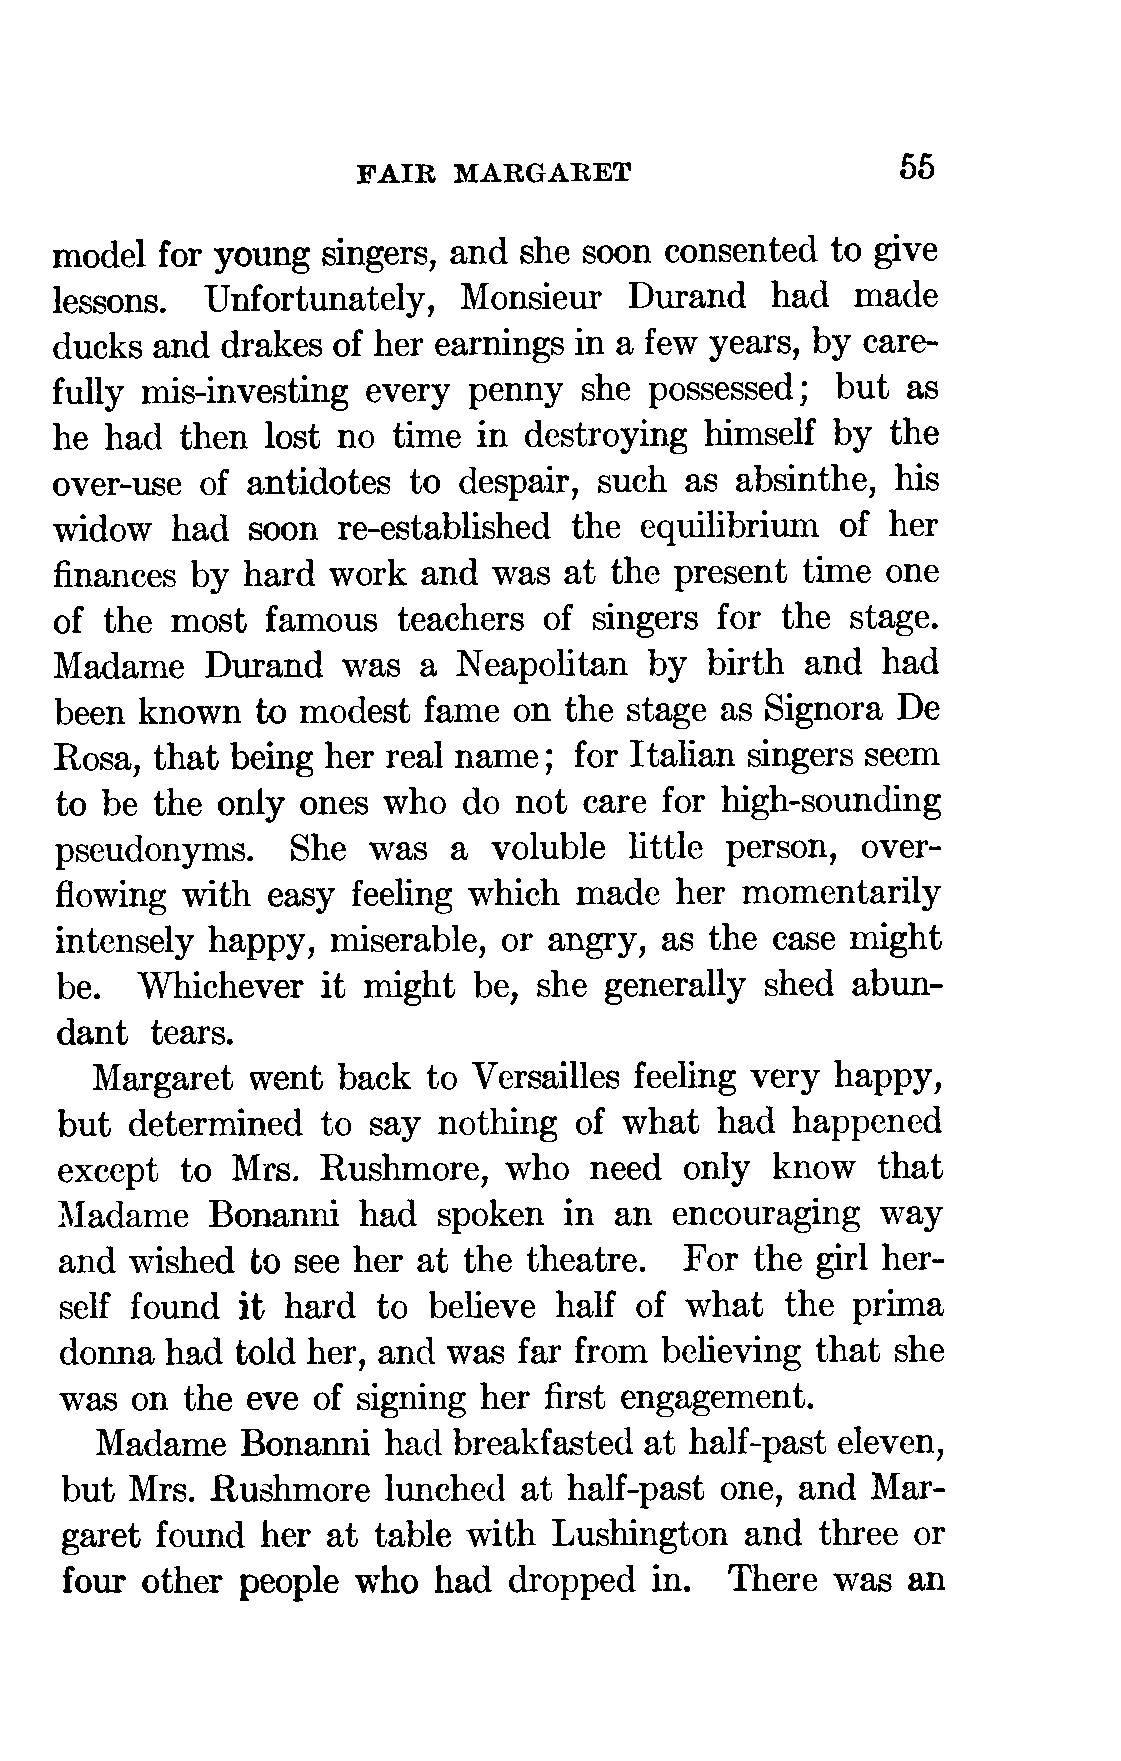 FAIR MARGARET 55
model for young singers, and she soon consented to give
lessons. Unfortunately, Monsieur Durand had made
ducks and drakes of her earnings in a few years, by care-
fully mis-investing every penny she possessed; but as
he had then lost no time in destroying himself by the
over-use of antidotes to despair, such as absinthe, his
widow had soon re-established the equilibrium of her
finances by hard work and was at the present time one
of the most famous teachers of singers for the stage.
Madame Durand was a Neapolitan by birth and had
been known to modest fame on the stage as Signora De
Rosa, that being her real name; for Italian singers seem
to be the only ones who do not care for high-sounding
pseudonyms. She was a voluble little person, over-
flowing with easy feeling which made her momentarily
intensely happy, miserable, or angry, as the case might
be. Whichever it might be, she generally shed abun-
dant tears.
Margaret went back to Versailles feeling very happy,
but determined to say nothing of what had happened
except to Mrs. Rushmore, who need only know that
Madame Bonanni had spoken in an encouraging way
and wished to see her at the theatre. For the girl her-
self found it hard to believe half of what the prima
donna had told her, and was far from believing that she
was on the eve of signing her first engagement.
Madame Bonanni had breakfasted at half-past eleven,
but Mrs. Rushmore lunched at half-past one, and Mar-
garet found her at table with Lushington and three or
four other people who had dropped in. There was an